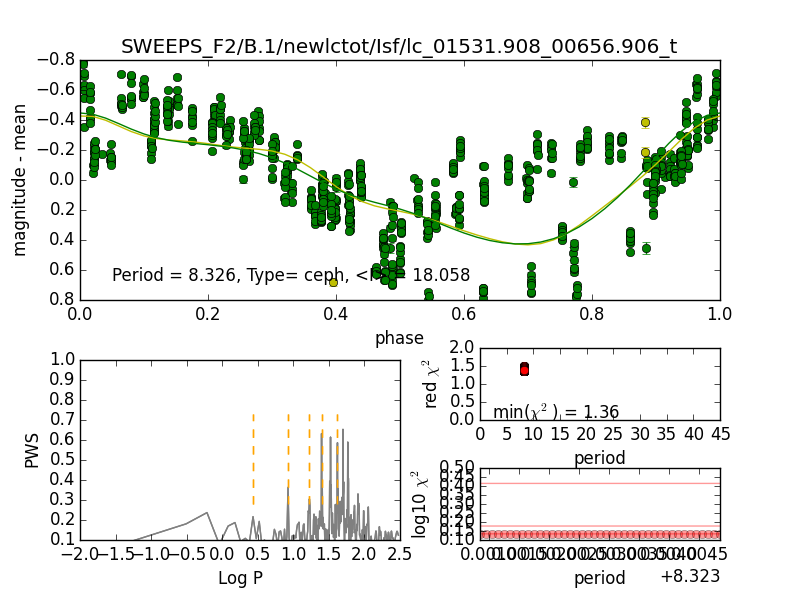 SWEEPS_F2/B.1/newlctot/Isf/lc_01531.908_00656.906_t
−0.8
−0.6
−0.4
−0.2
0.0
0.2
0.4
0.6
0.8
magnitude - mean
Period = 8.326, Type= ceph, 18.058
0.0 0.2 0.4 0.6 0.8 1.0
phase
1.0
0.9
0.8
0.7
0.6
0.5
0.4
0.3
0.2
0.1
PWS
−2.0 −1.5 −1.0 −0.5 0.0 0.5 1.0 1.5 2.0 2.5
Log P
2.0
1.5
1.0
0.5
0.0
red χ²
min(χ² ) = 1.36
0 5 10 15 20 25 30 35 40 45
period
0.50
0.45
0.40
0.35
0.30
0.25
0.20
0.15
0.10
log10 χ²
period
+8.323